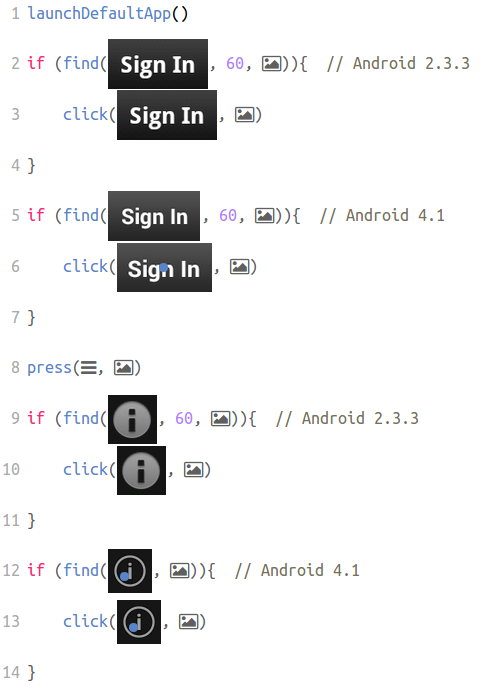 1 launchDefaultApp()
2 if (find(Sign In, 60, )){ // Android 2.3.3
3 click(Sign In, )
4 }
5 if (find(Sign In, 60, )){ // Android 4.1
6 click(Sign In, )
7 }
8 press(, )
9 if (find(i, 60, )){ // Android 2.3.3
10 click(i, )
11 }
12 if (find(i, )){ // Android 4.1
13 click(i, )
14 }